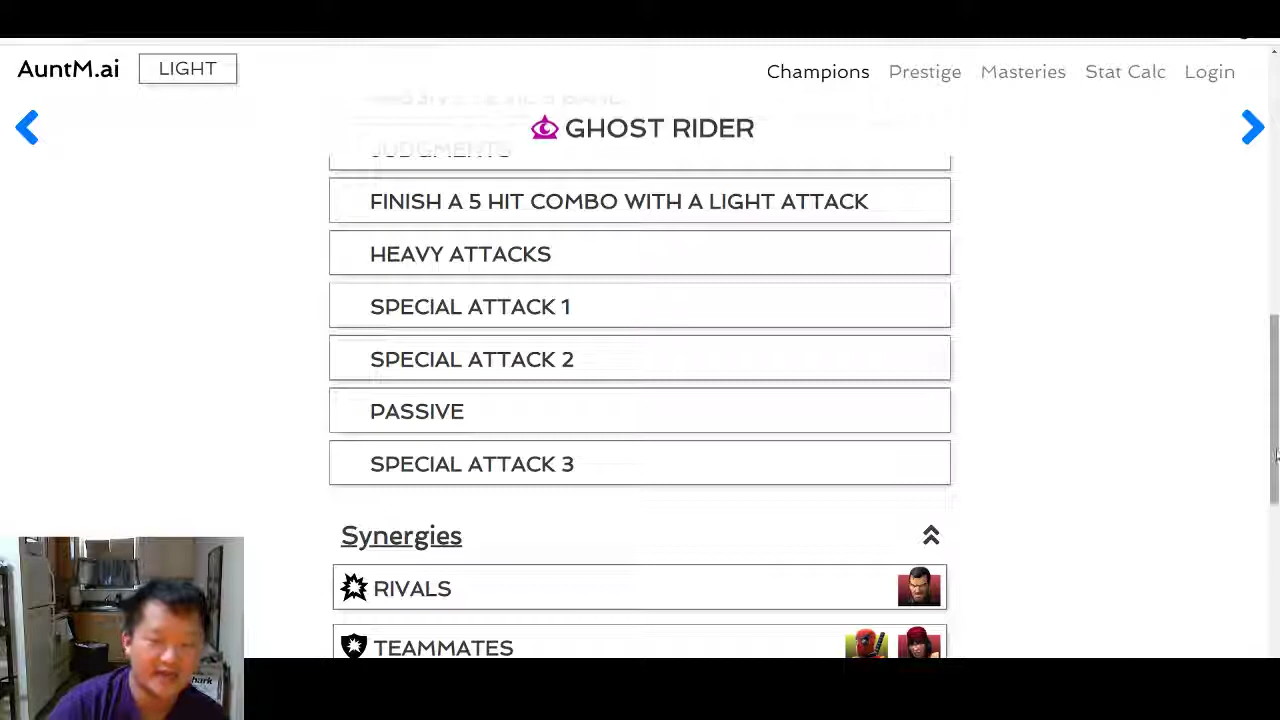 AuntM.ai
LIGHT
Champions
Prestige
Masteries
Stat Calc
Login
GHOST RIDER
JUDGMENTS
FINISH A 5 HIT COMBO WITH A LIGHT ATTACK
HEAVY ATTACKS
SPECIAL ATTACK 1
SPECIAL ATTACK 2
PASSIVE
SPECIAL ATTACK 3
Synergies
RIVALS
TEAMMATES